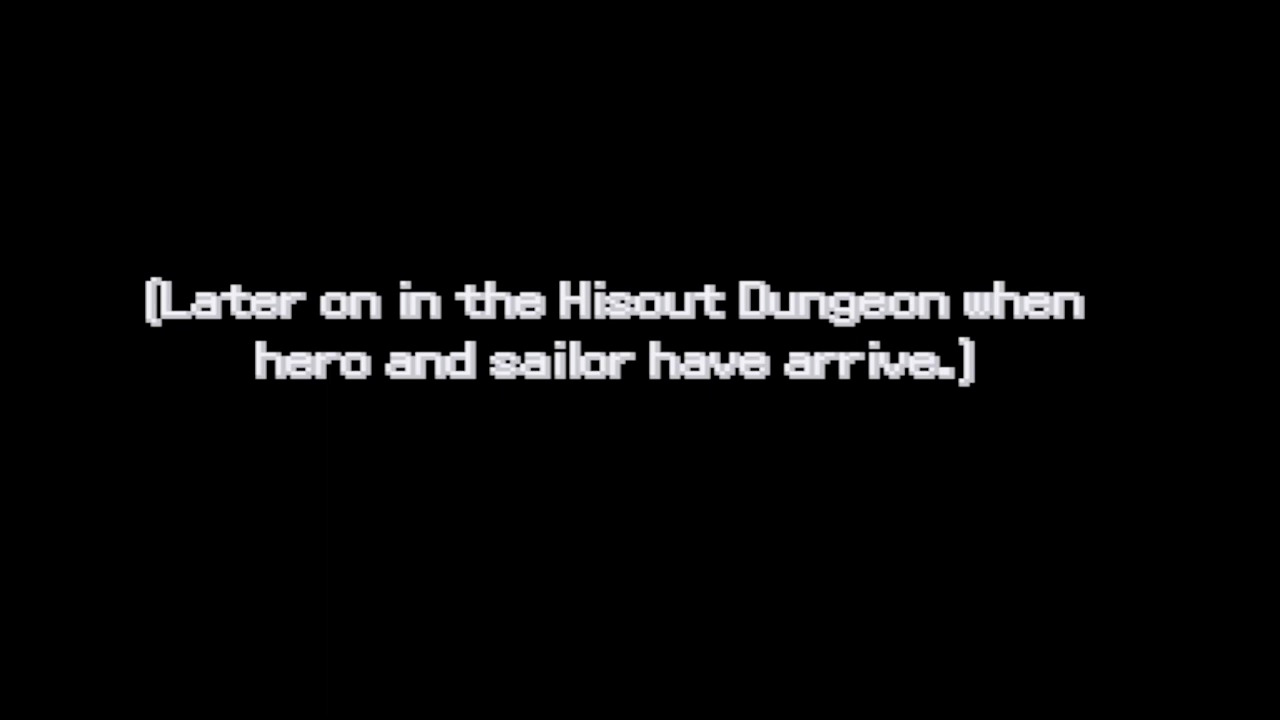 (Later on in the Hisout Dungeon when
hero and sailor have arrive.)